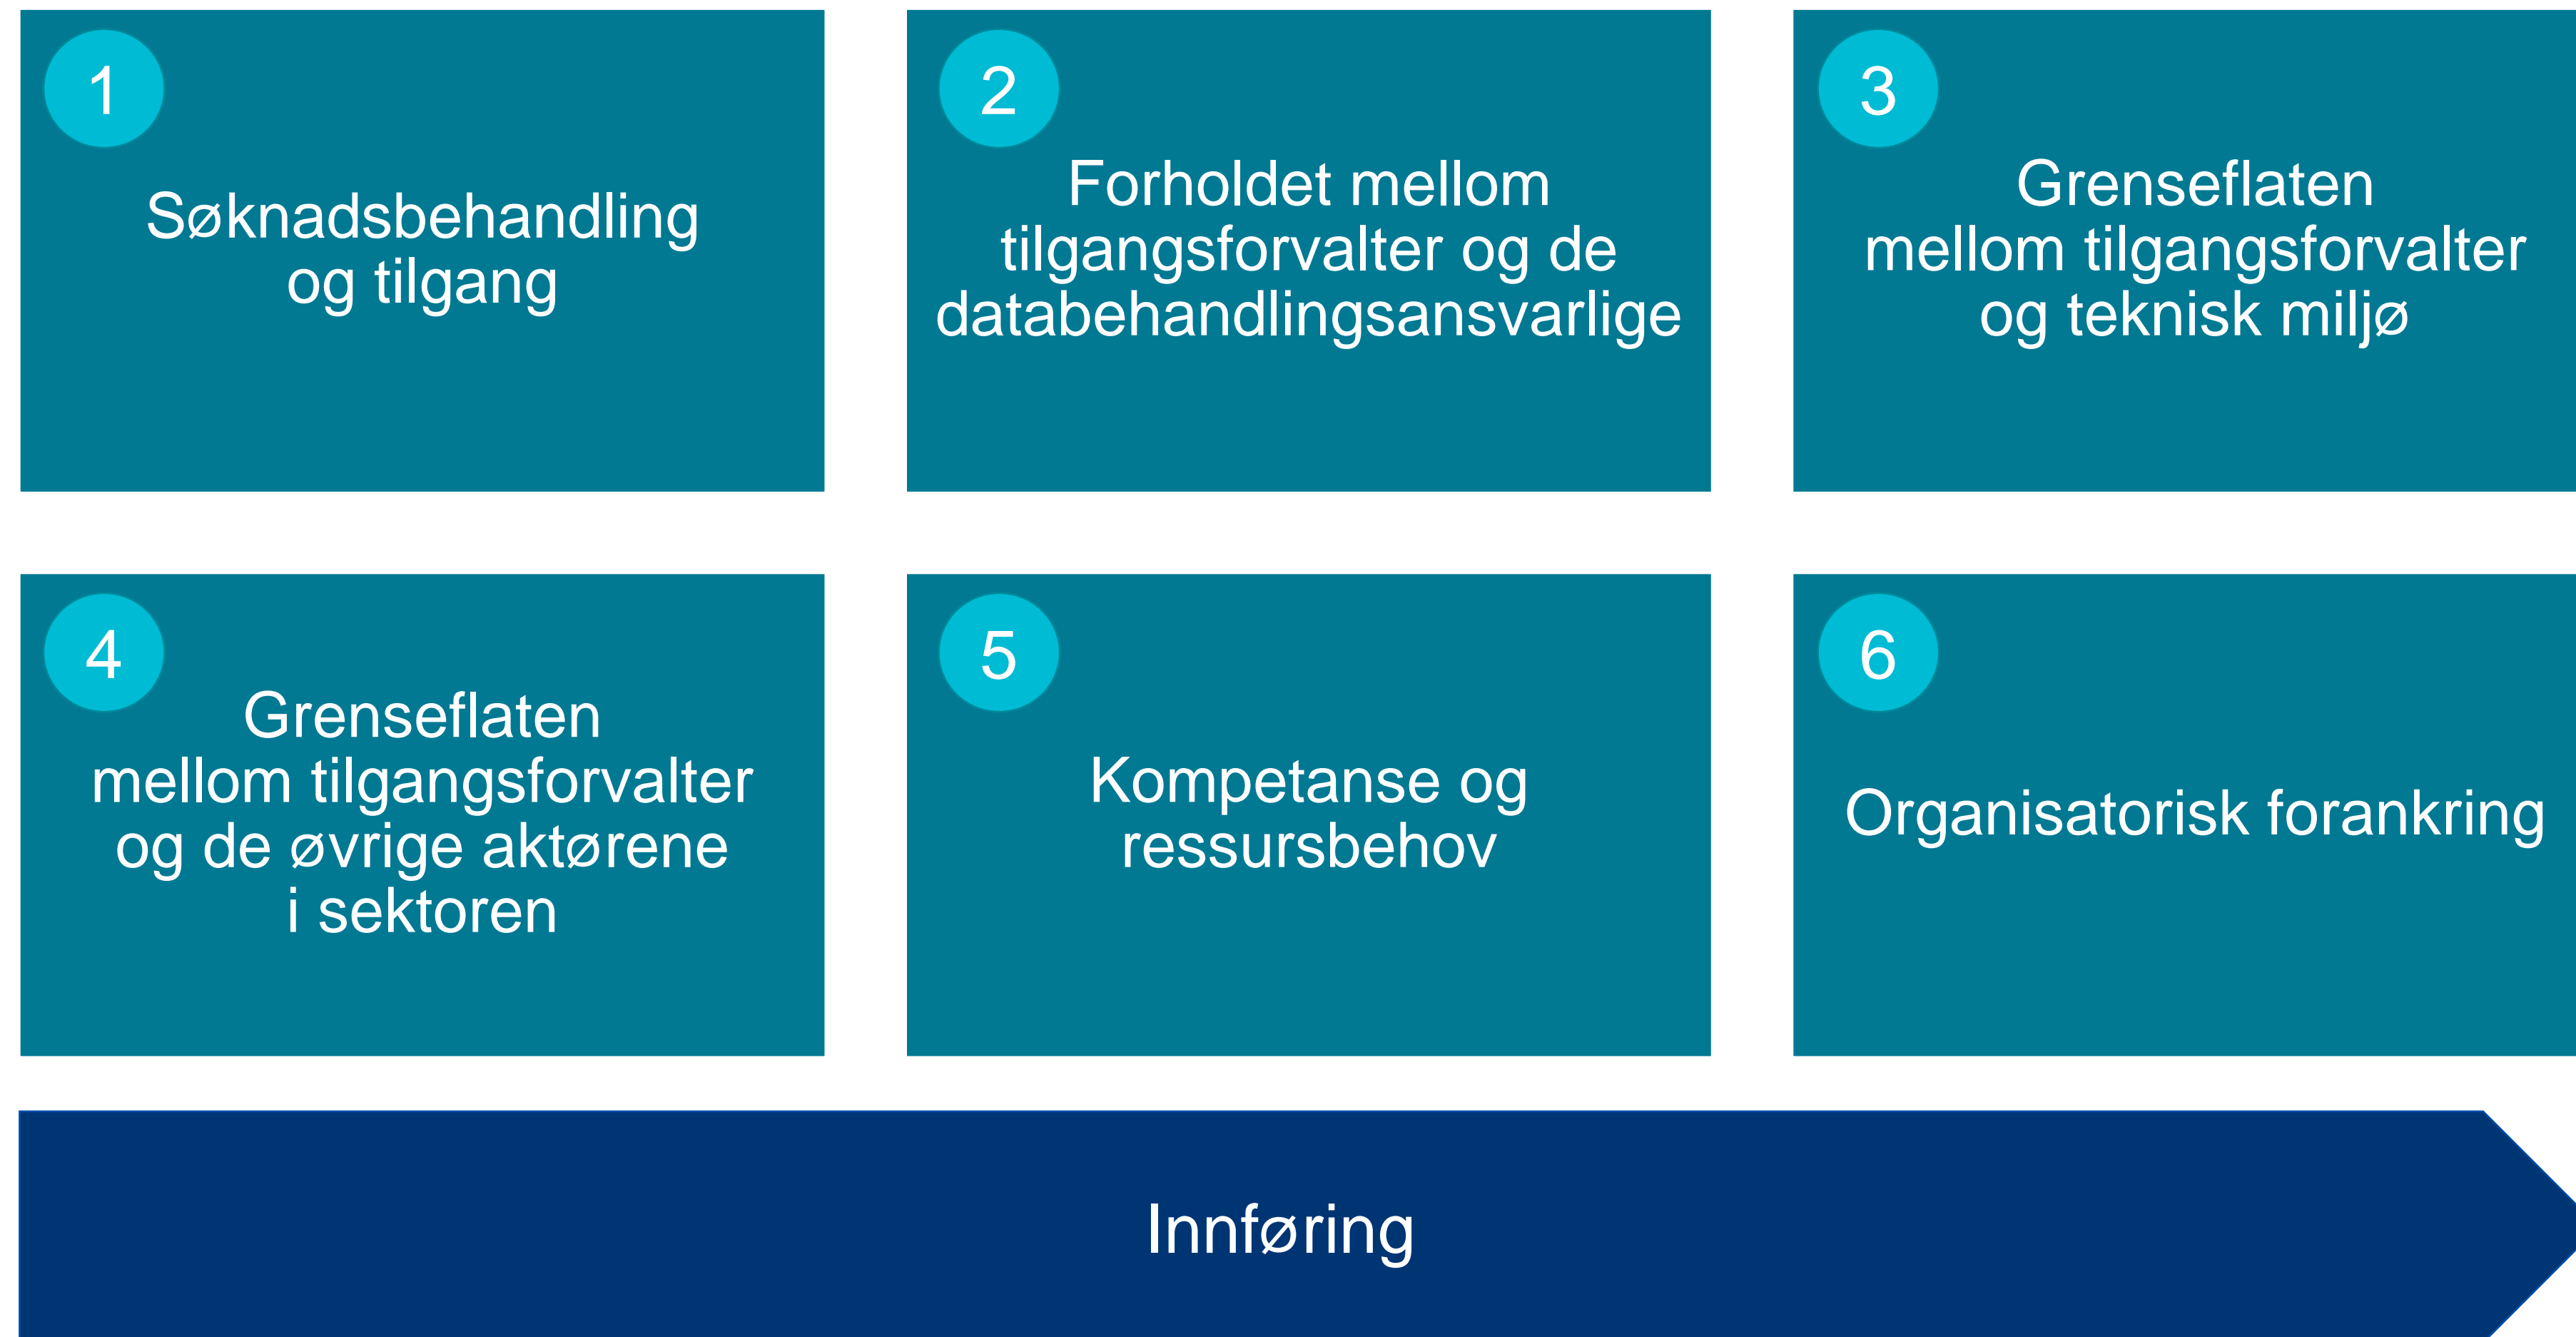 1
Søknadsbehandling
og tilgang
2
Forholdet mellom
tilgangsforvalter og de
databehandlingsansvarlige
3
Grenseflaten
mellom tilgangsforvalter
og teknisk miljø
4
Grenseflaten
mellom tilgangsforvalter
og de øvrige aktørene
i sektoren
5
Kompetanse og
ressursbehov
6
Organisatorisk forankring
Innføring